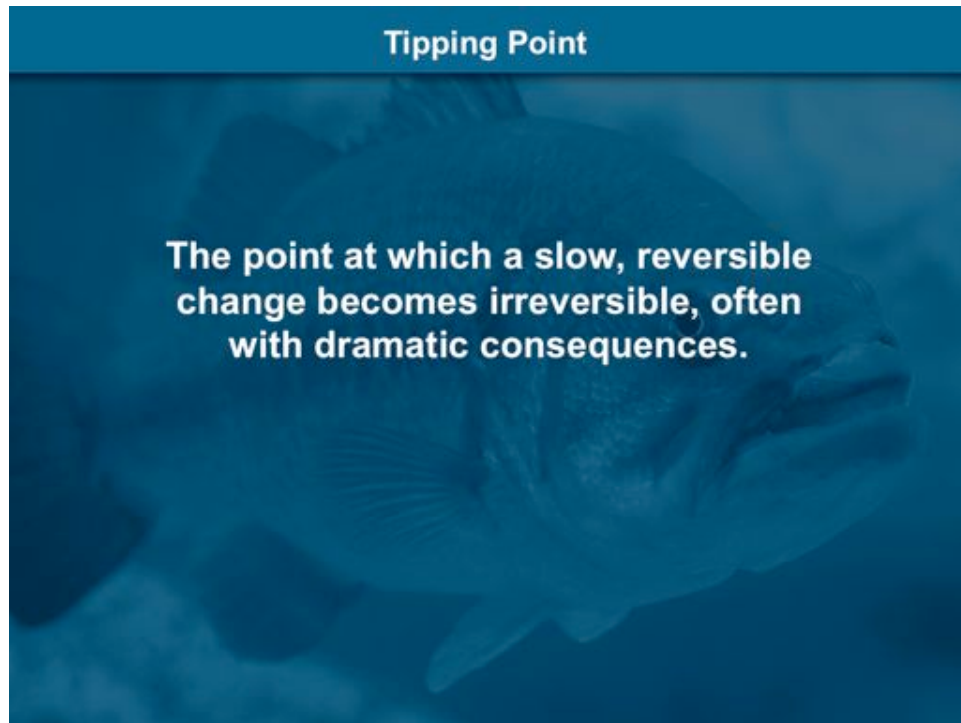 Tipping Point
The point at which a slow, reversible
change becomes irreversible, often
with dramatic consequences.